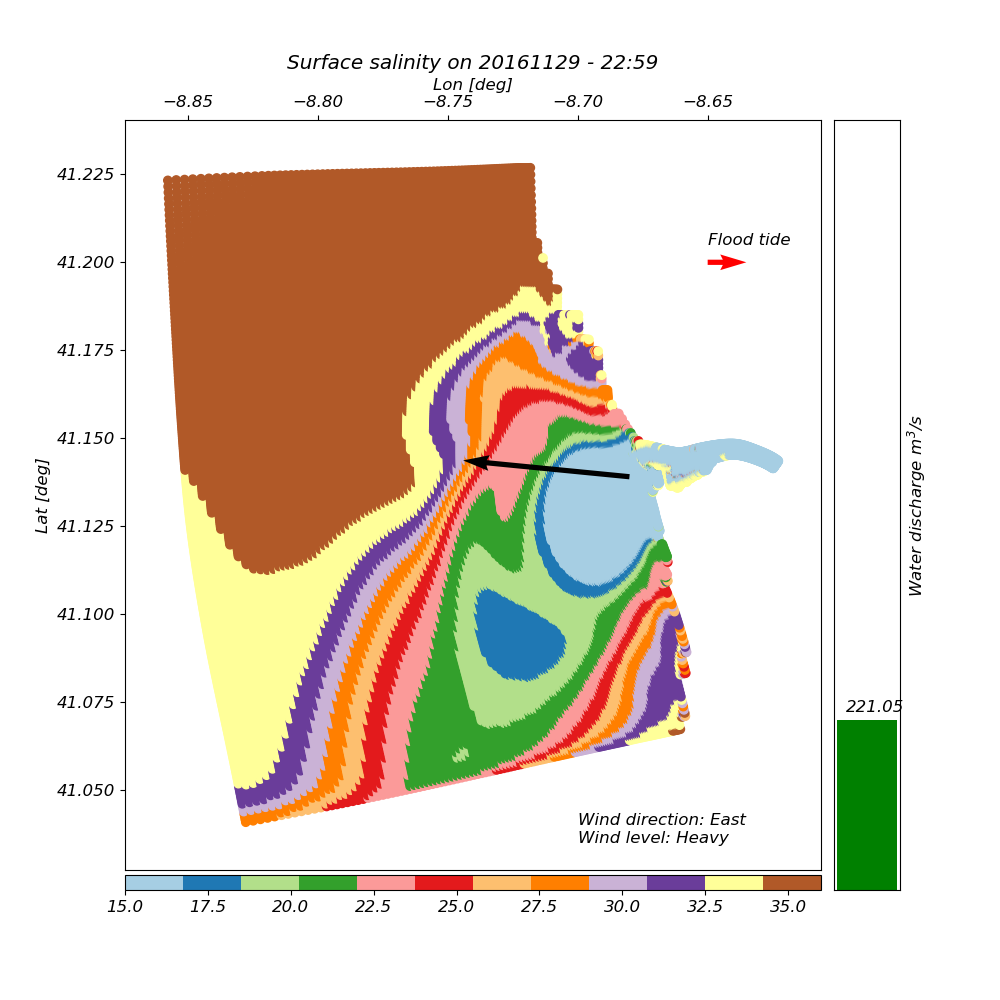 Surface salinity on 20161129 - 22:59
Lon [deg]
−8.85 −8.80 −8.75 −8.70 −8.65
41.225
41.200
41.175
41.150
41.125
41.100
41.075
41.050
Lat [deg]
Flood tide
Wind direction: East
Wind level: Heavy
15.0 17.5 20.0 22.5 25.0 27.5 30.0 32.5 35.0
221.05
Water discharge m³/s